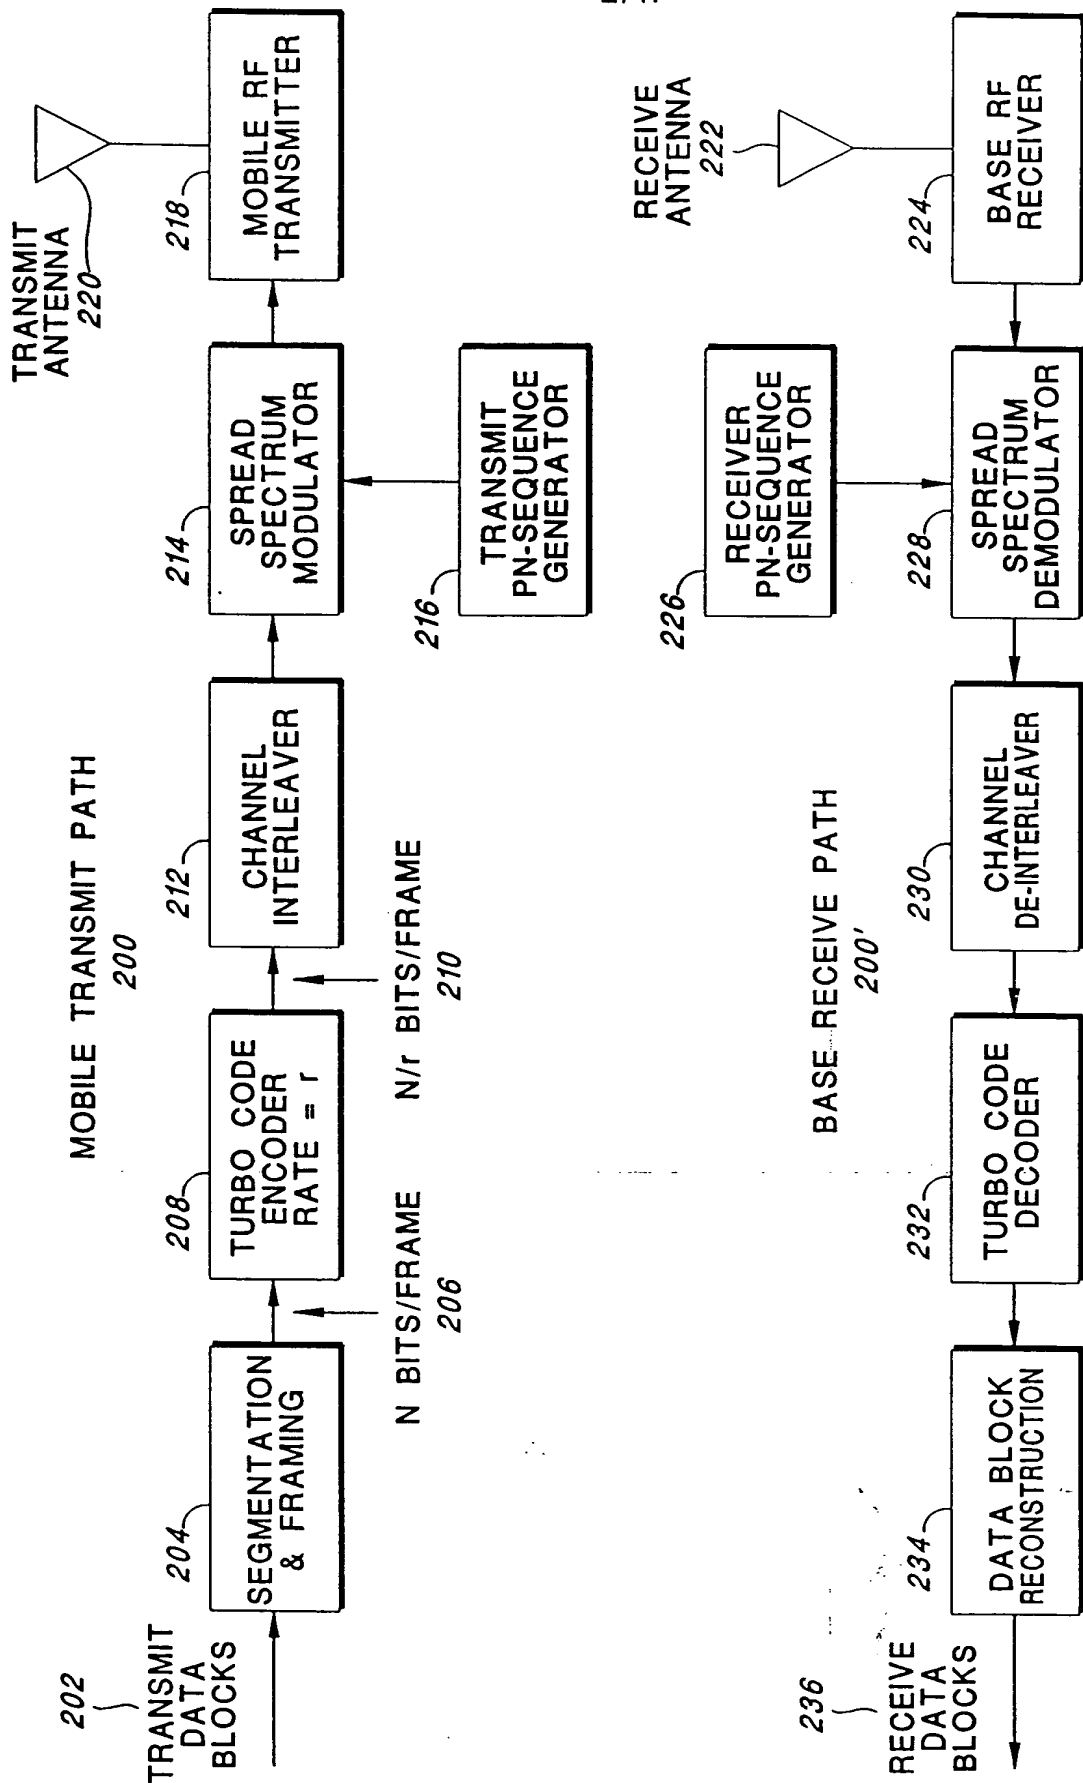 MOBILE TRANSMIT PATH
200
202
TRANSMIT
DATA
BLOCKS
204
SEGMENTATION
& FRAMING
N BITS/FRAME
206
208
TURBO CODE
ENCODER
RATE = r
N/r BITS/FRAME
210
212
CHANNEL
INTERLEAVER
214
SPREAD
SPECTRUM
MODULATOR
216
TRANSMIT
PN-SEQUENCE
GENERATOR
218
MOBILE RF
TRANSMITTER
TRANSMIT
ANTENNA
220
BASE RECEIVE PATH
200'
RECEIVE
ANTENNA
222
224
BASE RF
RECEIVER
226
RECEIVER
PN-SEQUENCE
GENERATOR
228
SPREAD
SPECTRUM
DEMODULATOR
230
CHANNEL
DE-INTERLEAVER
232
TURBO CODE
DECODER
234
DATA BLOCK
RECONSTRUCTION
236
RECEIVE
DATA
BLOCKS